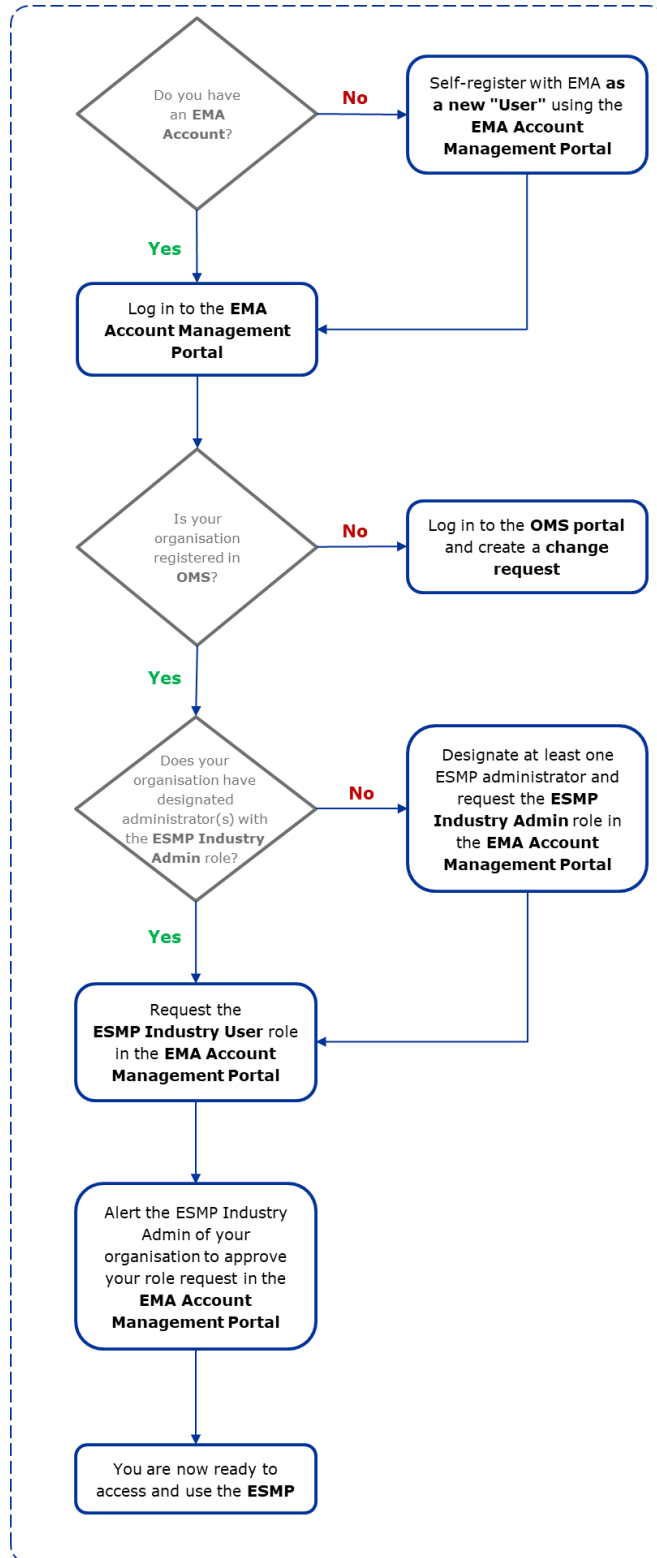 Do you have
an EMA
Account?
No
Self-register with EMA as
a new "User" using the
EMA Account
Management Portal
Yes
Log in to the EMA
Account Management
Portal
Is your
organisation
registered in
OMS?
No
Log in to the OMS portal
and create a change
request
Yes
Does your
organisation have
designated
administrator(s) with
the ESMP Industry
Admin role?
No
Designate at least one
ESMP administrator and
request the ESMP
Industry Admin role in
the EMA Account
Management Portal
Yes
Request the
ESMP Industry User role
in the EMA Account
Management Portal
Alert the ESMP Industry
Admin of your
organisation to approve
your role request in the
EMA Account
Management Portal
You are now ready to
access and use the ESMP